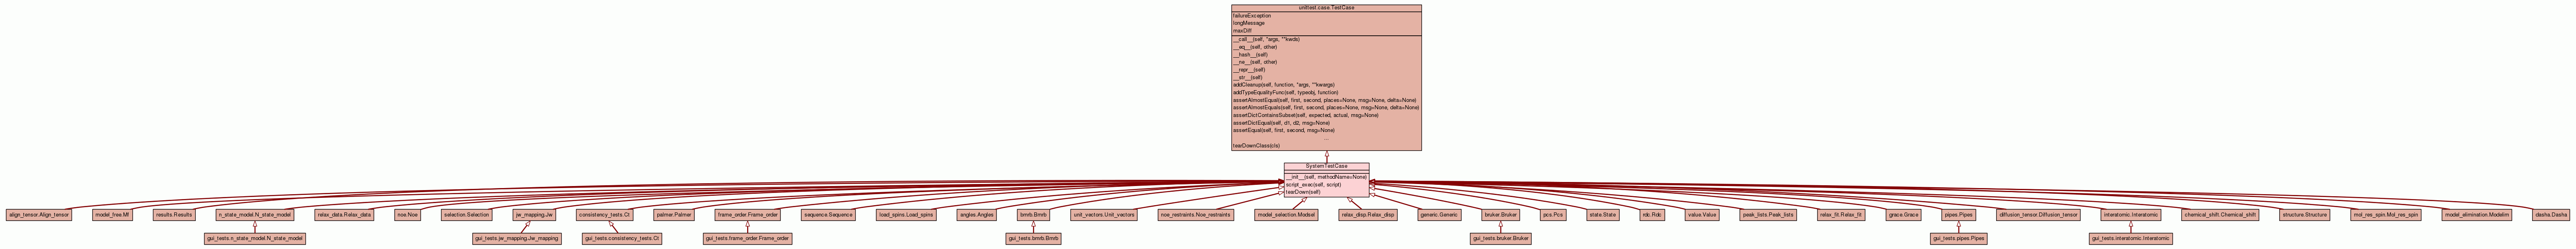 unittest.case.TestCase
failureException
longMessage
maxDiff
__call__(self, *args, **kwds)
__eq__(self, other)
__hash__(self)
__ne__(self, other)
__repr__(self)
__str__(self)
addCleanup(self, function, *args, **kwargs)
addTypeEqualityFunc(self, typeobj, function)
assertAlmostEqual(self, first, second, places=None, msg=None, delta=None)
assertAlmostEquals(self, first, second, places=None, msg=None, delta=None)
assertDictContainsSubset(self, expected, actual, msg=None)
assertDictEqual(self, d1, d2, msg=None)
assertEqual(self, first, second, msg=None)
...
tearDownClass(cls)
SystemTestCase
__init__(self, methodName=None)
script_exec(self, script)
tearDown(self)
align_tensor.Align_tensor
model_free.Mf
results.Results
n_state_model.N_state_model
relax_data.Relax_data
noe.Noe
selection.Selection
jw_mapping.Jw
consistency_tests.Ct
palmer.Palmer
frame_order.Frame_order
sequence.Sequence
load_spins.Load_spins
angles.Angles
bmrb.Bmrb
unit_vectors.Unit_vectors
noe_restraints.Noe_restraints
model_selection.Modsel
relax_disp.Relax_disp
generic.Generic
bruker.Bruker
pcs.Pcs
state.State
rdc.Rdc
value.Value
peak_lists.Peak_lists
relax_fit.Relax_fit
grace.Grace
pipes.Pipes
diffusion_tensor.Diffusion_tensor
interatomic.Interatomic
chemical_shift.Chemical_shift
structure.Structure
mol_res_spin.Mol_res_spin
model_elimination.Modelim
dasha.Dasha
gui_tests.n_state_model.N_state_model
gui_tests.jw_mapping.Jw_mapping
gui_tests.consistency_tests.Ct
gui_tests.frame_order.Frame_order
gui_tests.bmrb.Bmrb
gui_tests.bruker.Bruker
gui_tests.pipes.Pipes
gui_tests.interatomic.Interatomic